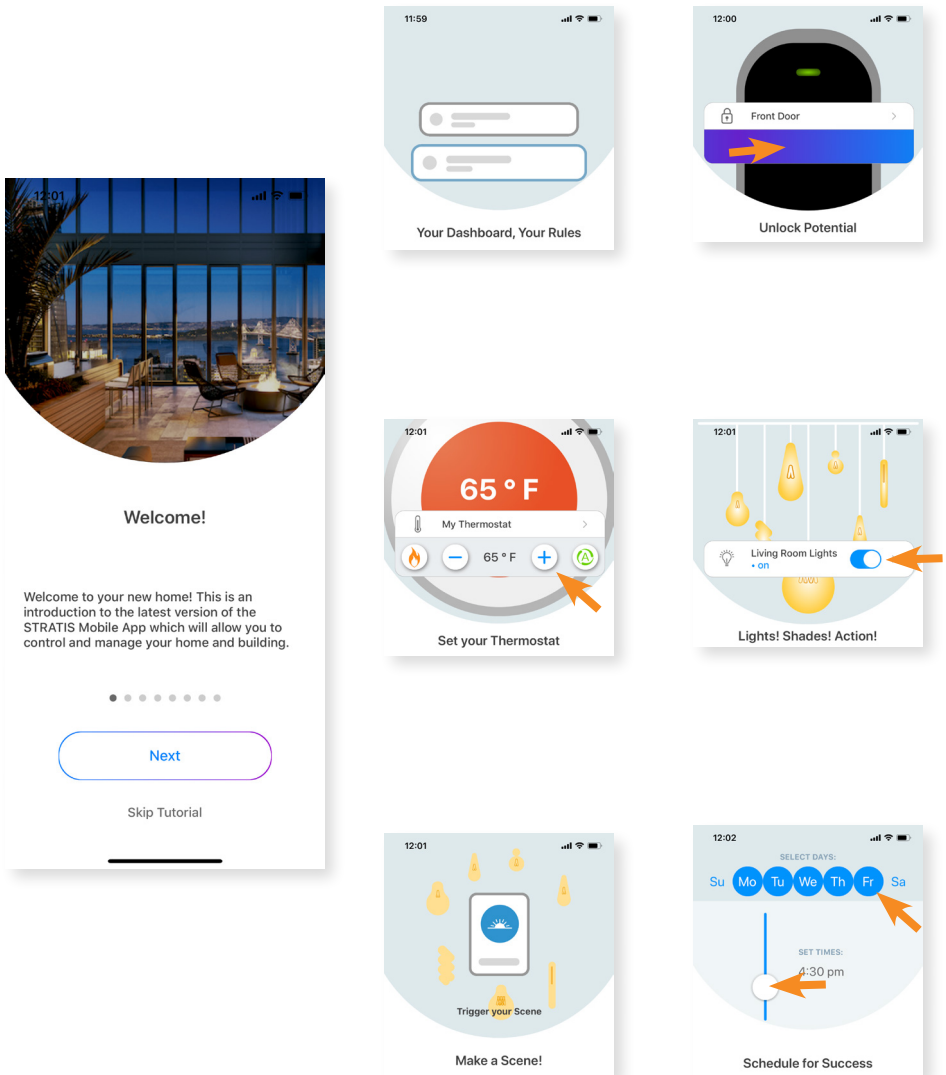 12:01
Welcome!
Welcome to your new home! This is an
introduction to the latest version of the
STRATIS Mobile App which will allow you to
control and manage your home and building.
Next
Skip Tutorial
11:59
Your Dashboard, Your Rules
12:00
Front Door
Unlock Potential
12:01
65 ° F
My Thermostat
65 ° F
A
Set your Thermostat
12:01
Living Room Lights
• on
Lights! Shades! Action!
12:01
Trigger your Scene
Make a Scene!
12:02
SELECT DAYS:
Su Mo Tu We Th Fr Sa
SET TIMES:
4:30 pm
Schedule for Success